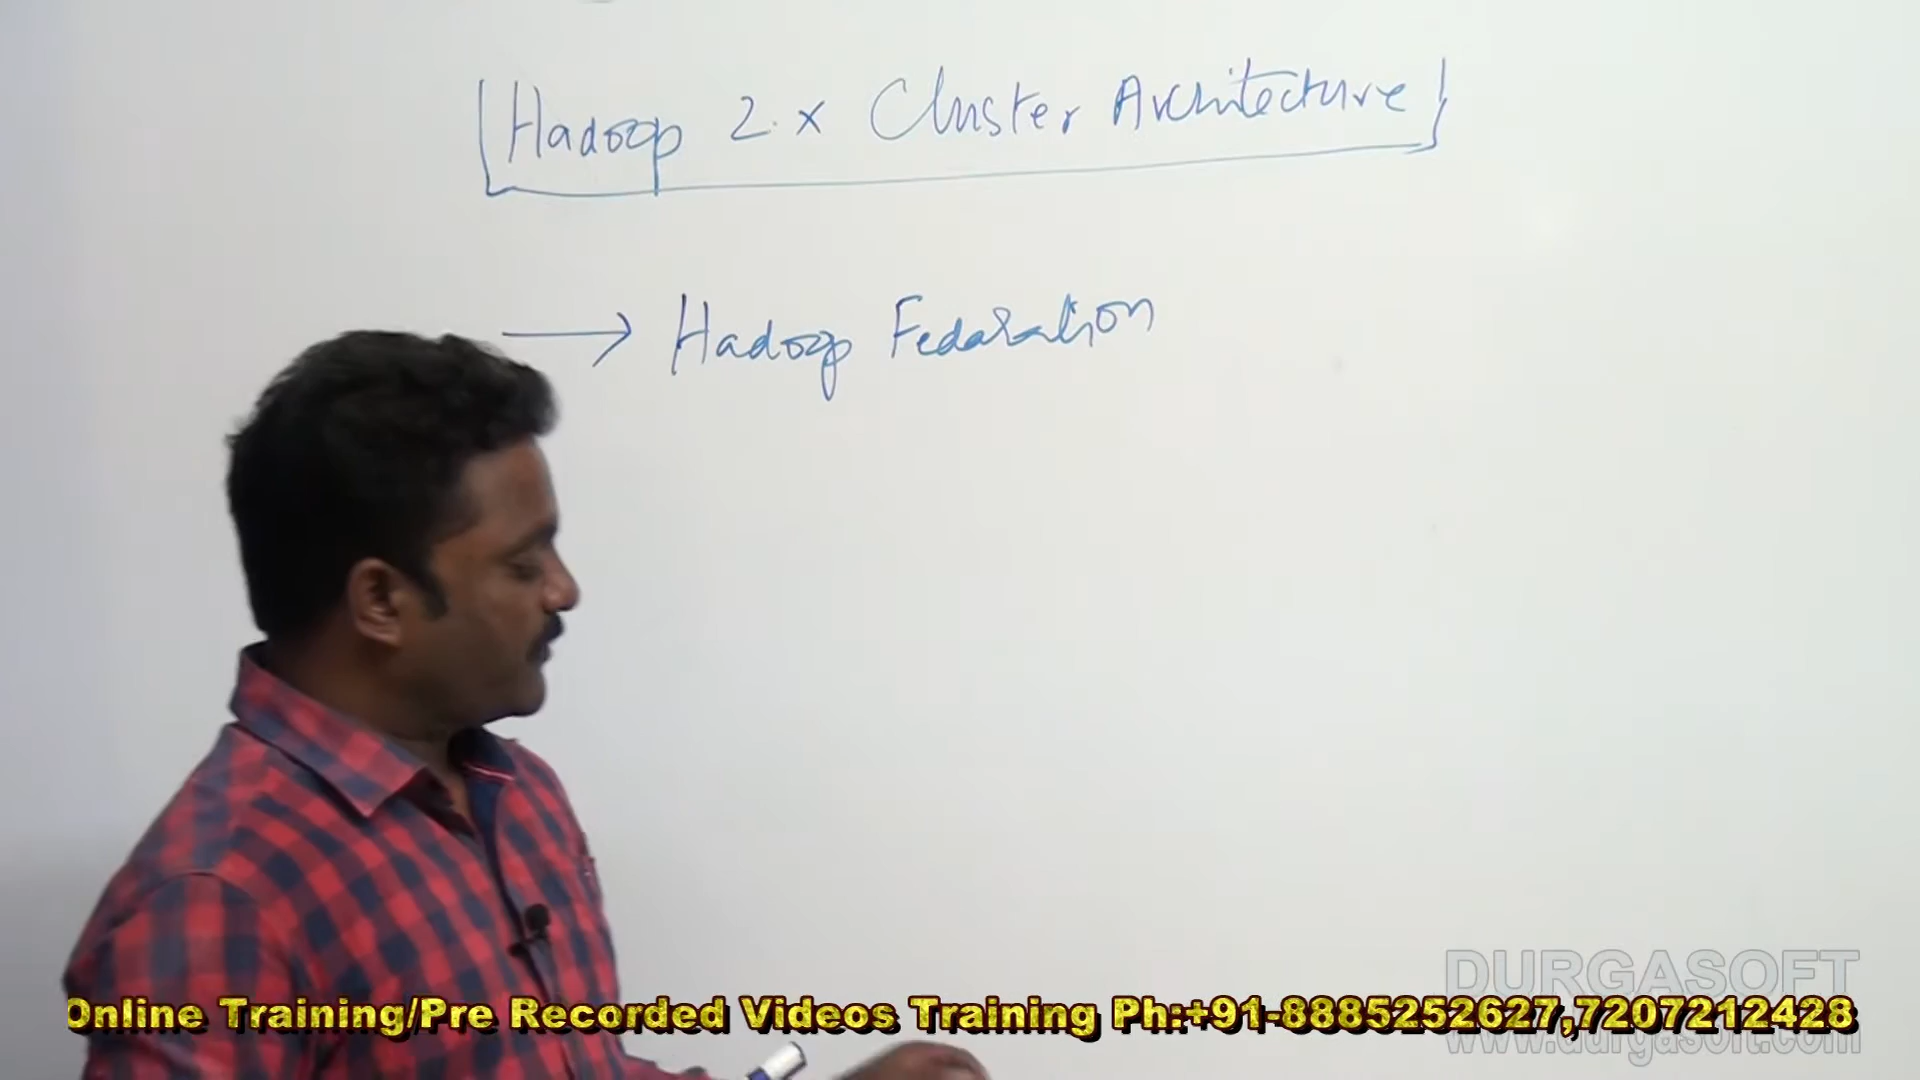 Hadoop 2.x Cluster Architecture
→ Hadoop Fedaration
DURGASOFT
Online Training/Pre Recorded Videos Training Ph:+91-8885252627,7207212428
www.durgasoft.com